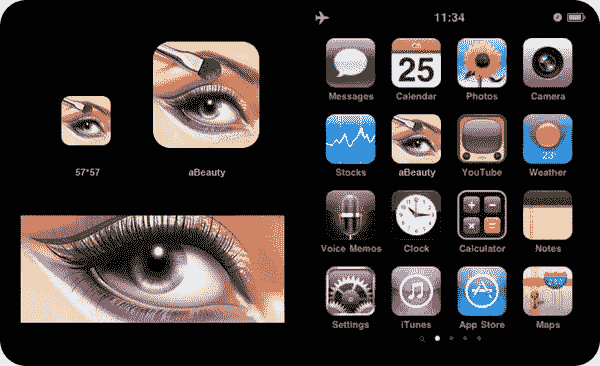 57*57
aBeauty
11:34
25
Messages
Calendar
Photos
Camera
23°
Stocks
aBeauty
YouTube
Weather
Voice Memos
Clock
Calculator
Notes
Settings
iTunes
App Store
Maps